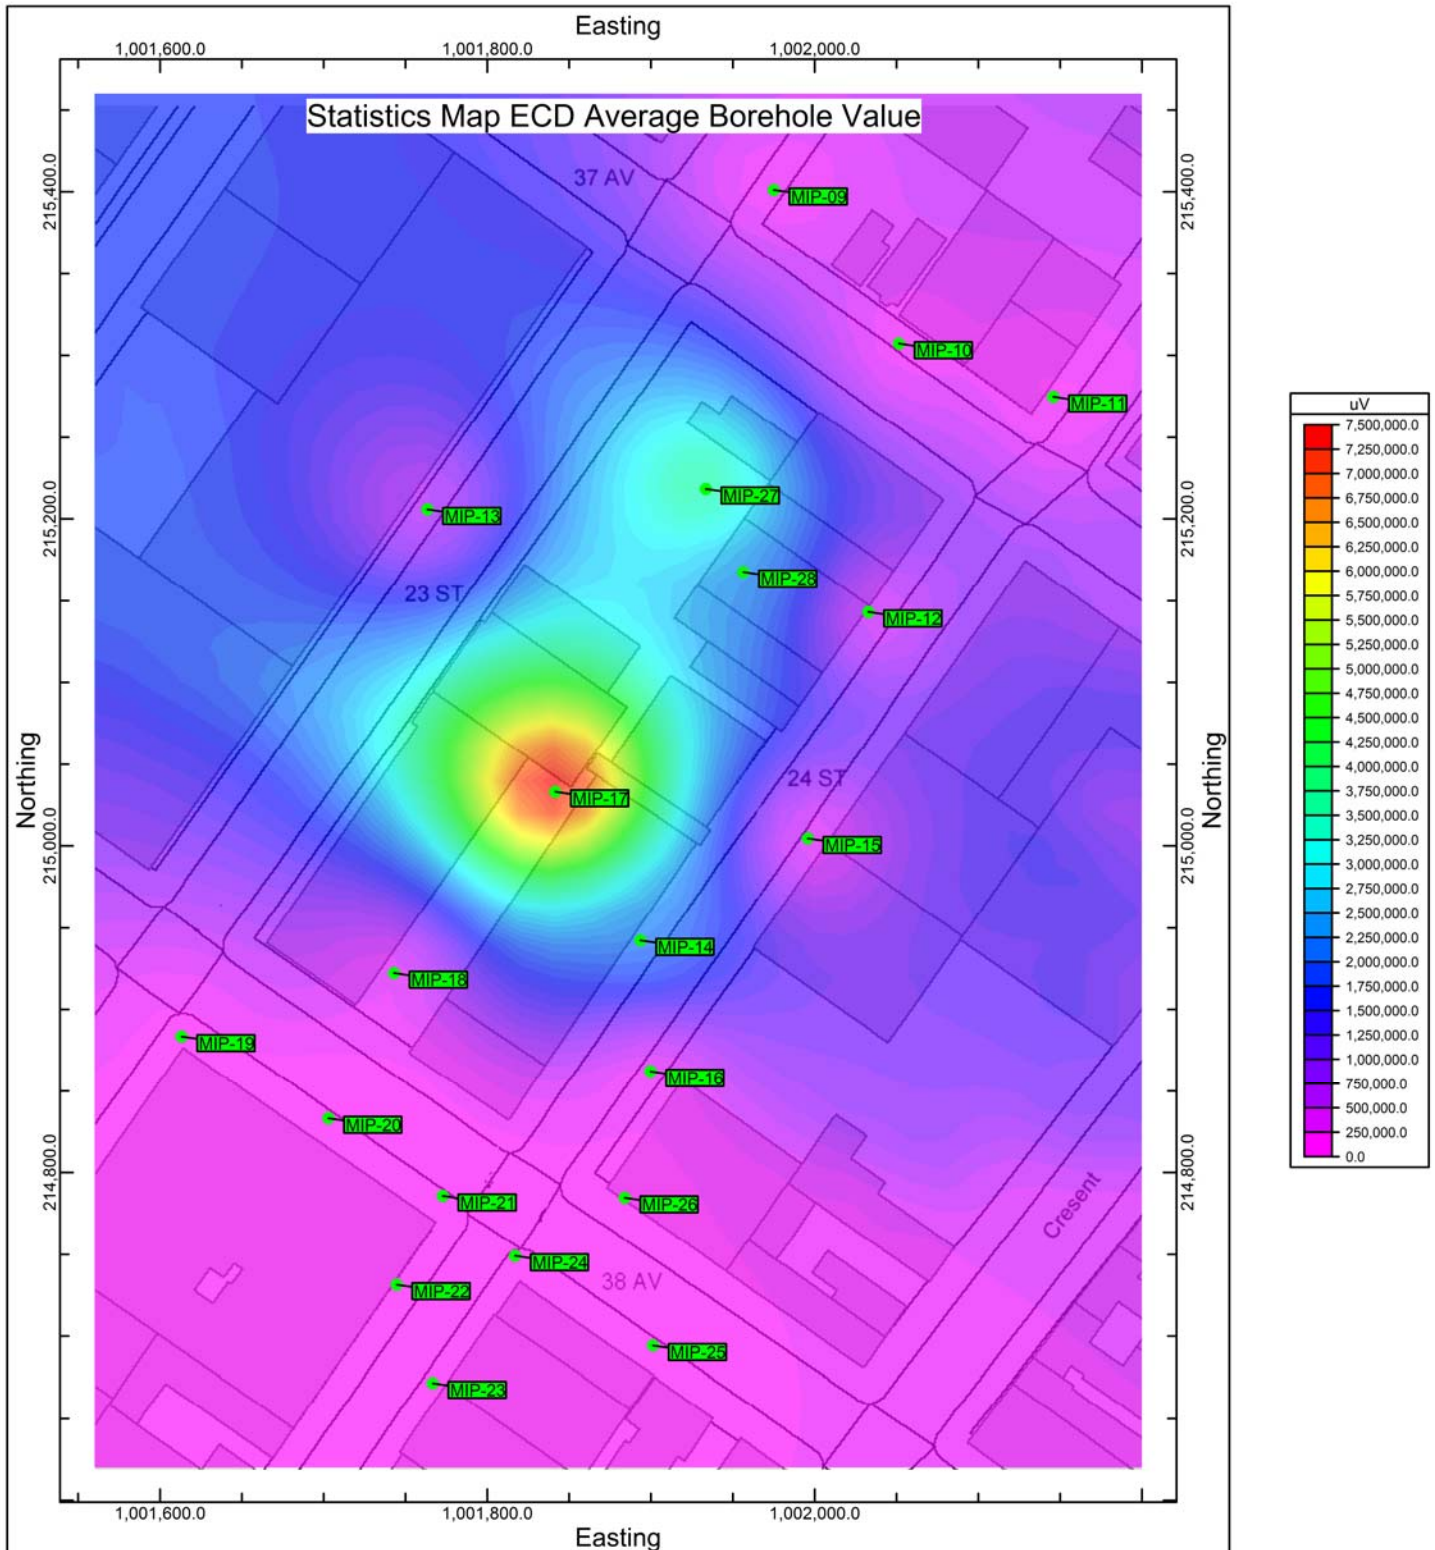 Easting
1,001,600.0 1,001,800.0 1,002,000.0
Statistics Map ECD Average Borehole Value
37 AV
215,400.0
215,400.0
MIP-09
MIP-10
MIP-11
uV
7,500,000.0
7,250,000.0
7,000,000.0
6,750,000.0
6,500,000.0
6,250,000.0
6,000,000.0
5,750,000.0
5,500,000.0
5,250,000.0
5,000,000.0
4,750,000.0
4,500,000.0
4,250,000.0
4,000,000.0
3,750,000.0
3,500,000.0
3,250,000.0
3,000,000.0
2,750,000.0
2,500,000.0
2,250,000.0
2,000,000.0
1,750,000.0
1,500,000.0
1,250,000.0
1,000,000.0
750,000.0
500,000.0
250,000.0
0.0
MIP-27
MIP-13
215,200.0
215,200.0
MIP-28
23 ST
MIP-12
Northing
Northing
24 ST
MIP-17
215,000.0
215,000.0
MIP-15
MIP-14
MIP-18
MIP-19
MIP-16
MIP-20
214,800.0
214,800.0
MIP-21
MIP-26
Cresent
MIP-24
38 AV
MIP-22
MIP-25
MIP-23
1,001,600.0 1,001,800.0 1,002,000.0
Easting